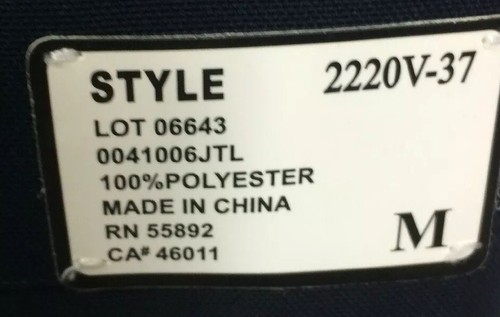 STYLE 2220V-37
LOT 06643
0041006JTL
100%POLYESTER
MADE IN CHINA
RN 55892
CA# 46011
M